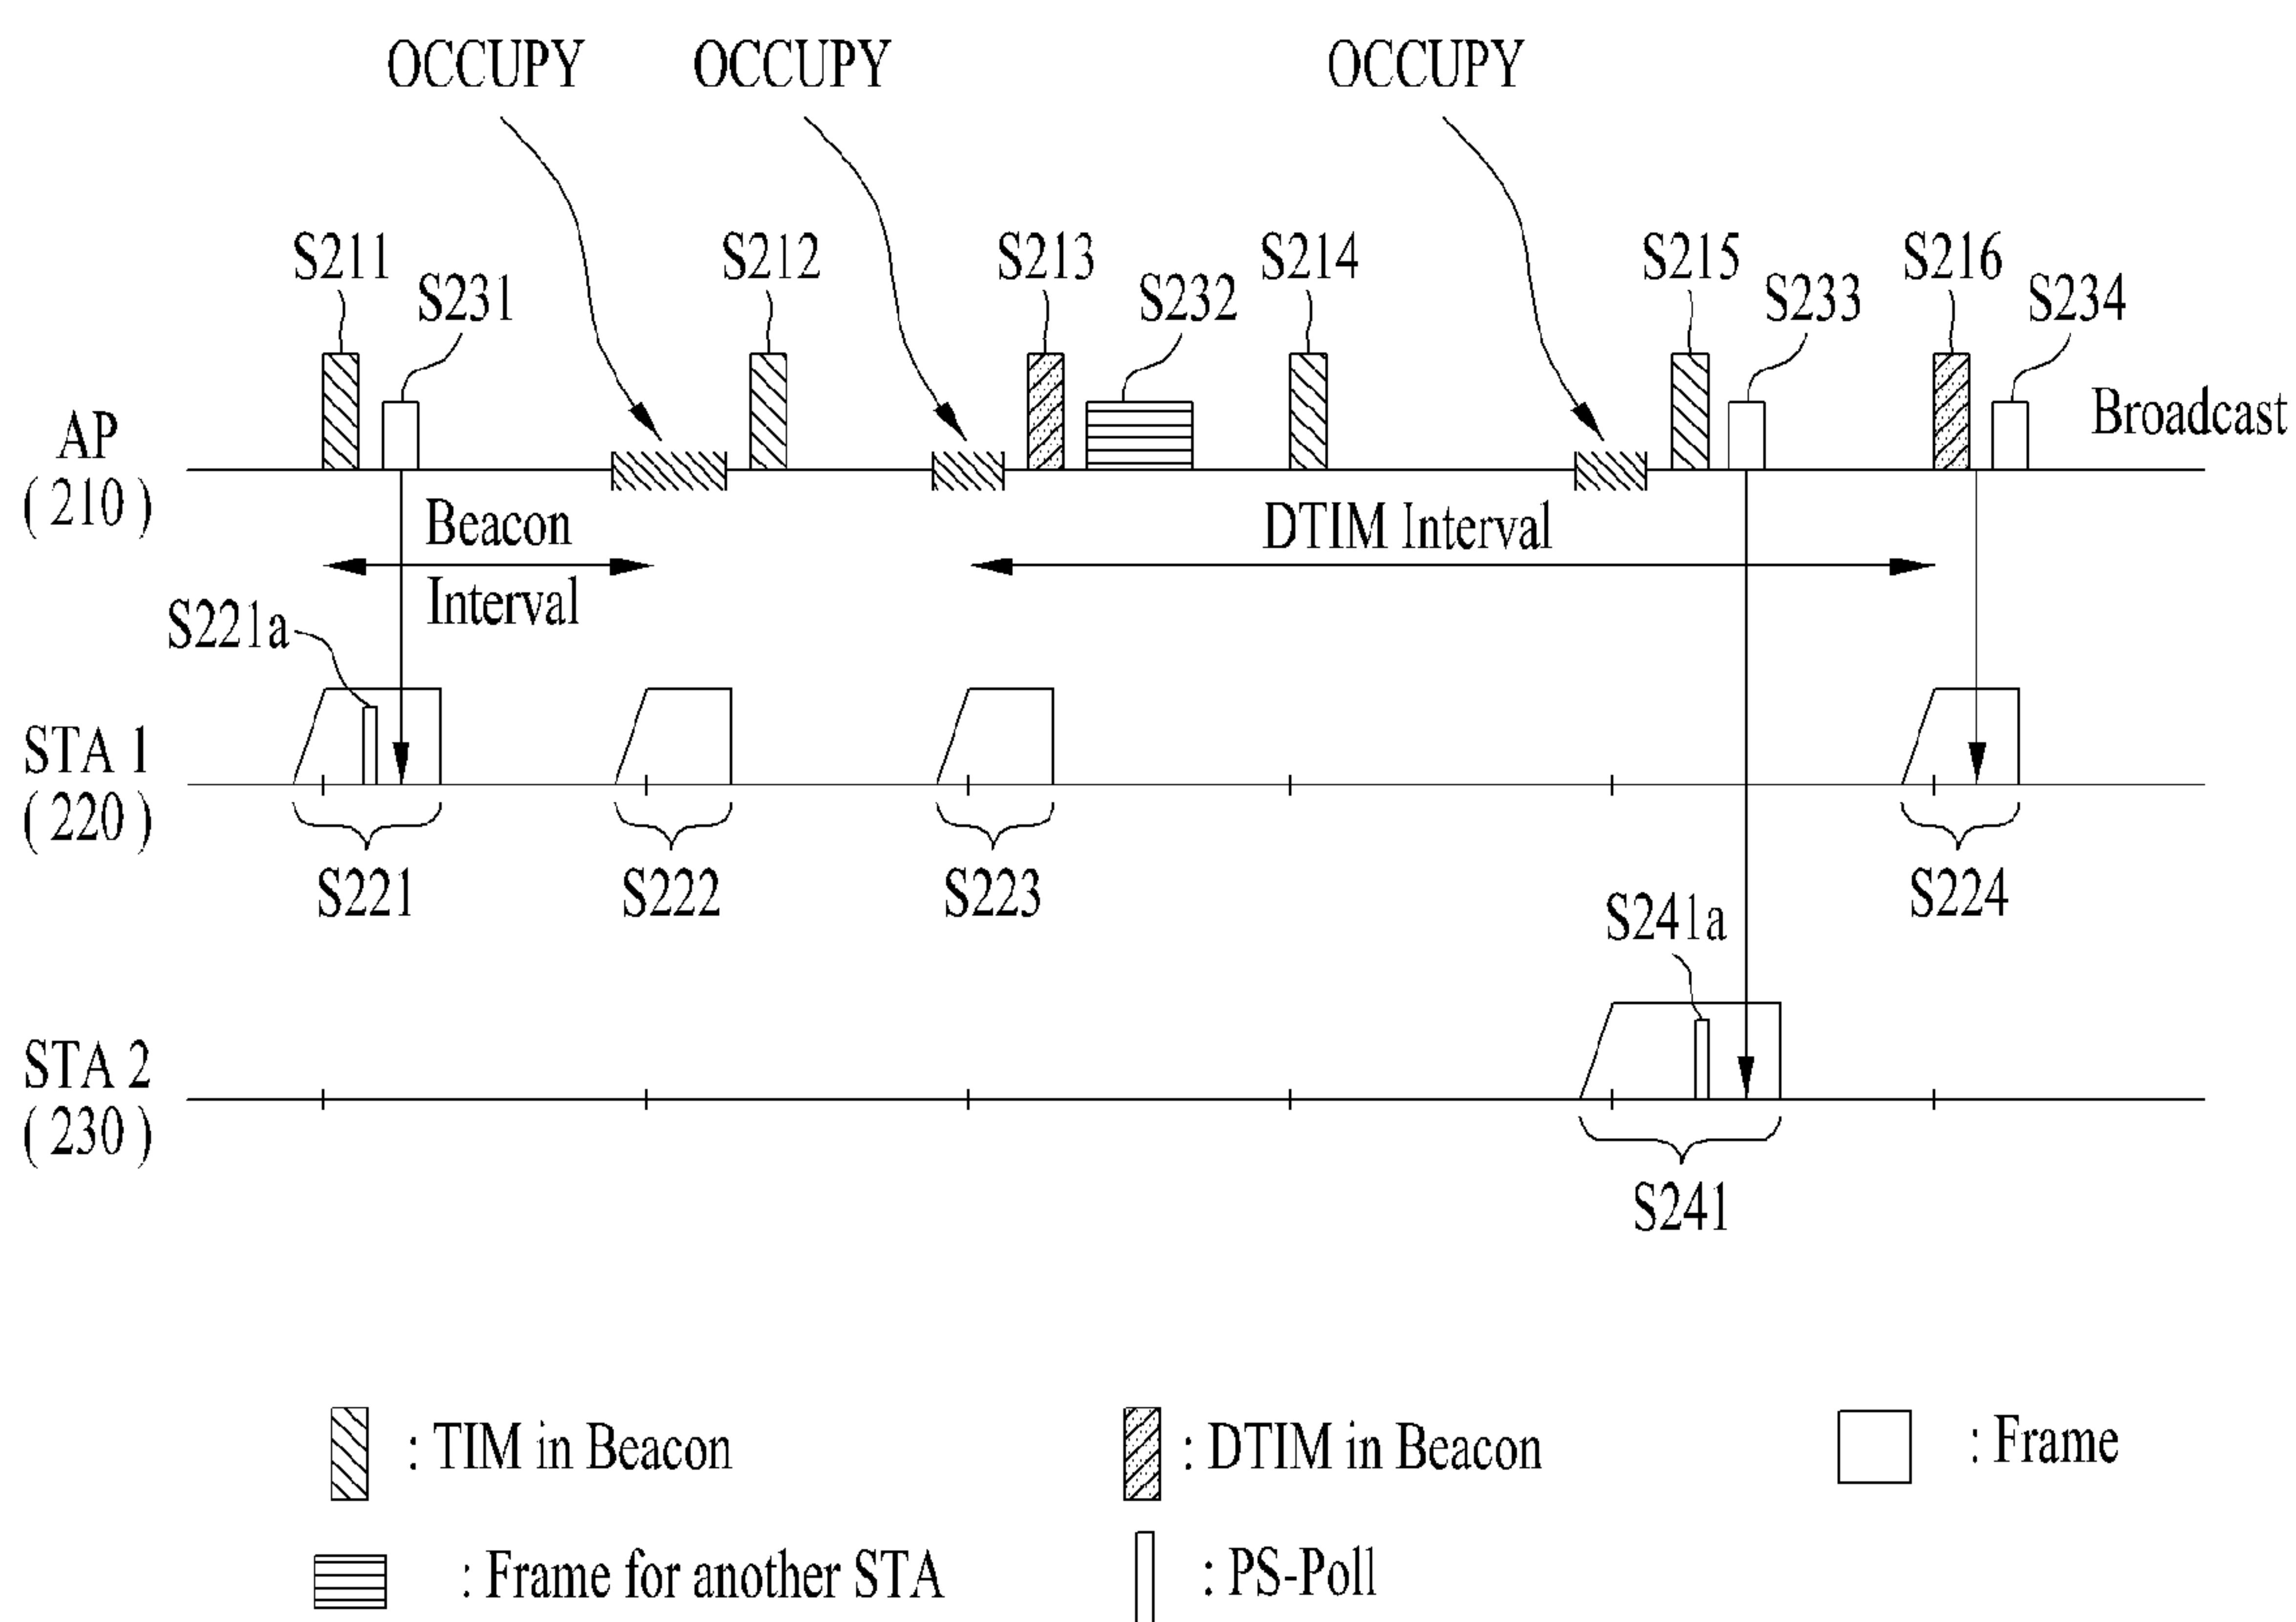 OCCUPY OCCUPY OCCUPY
S211 S212 S213 S214 S215 S216
S231 S232 S233 S234
AP
(210)
Broadcast
Beacon
Interval
DTIM Interval
S221a
STA 1
(220)
S221 S222 S223 S224
S241a
STA 2
(230)
S241
: TIM in Beacon : DTIM in Beacon : Frame
: Frame for another STA : PS-Poll